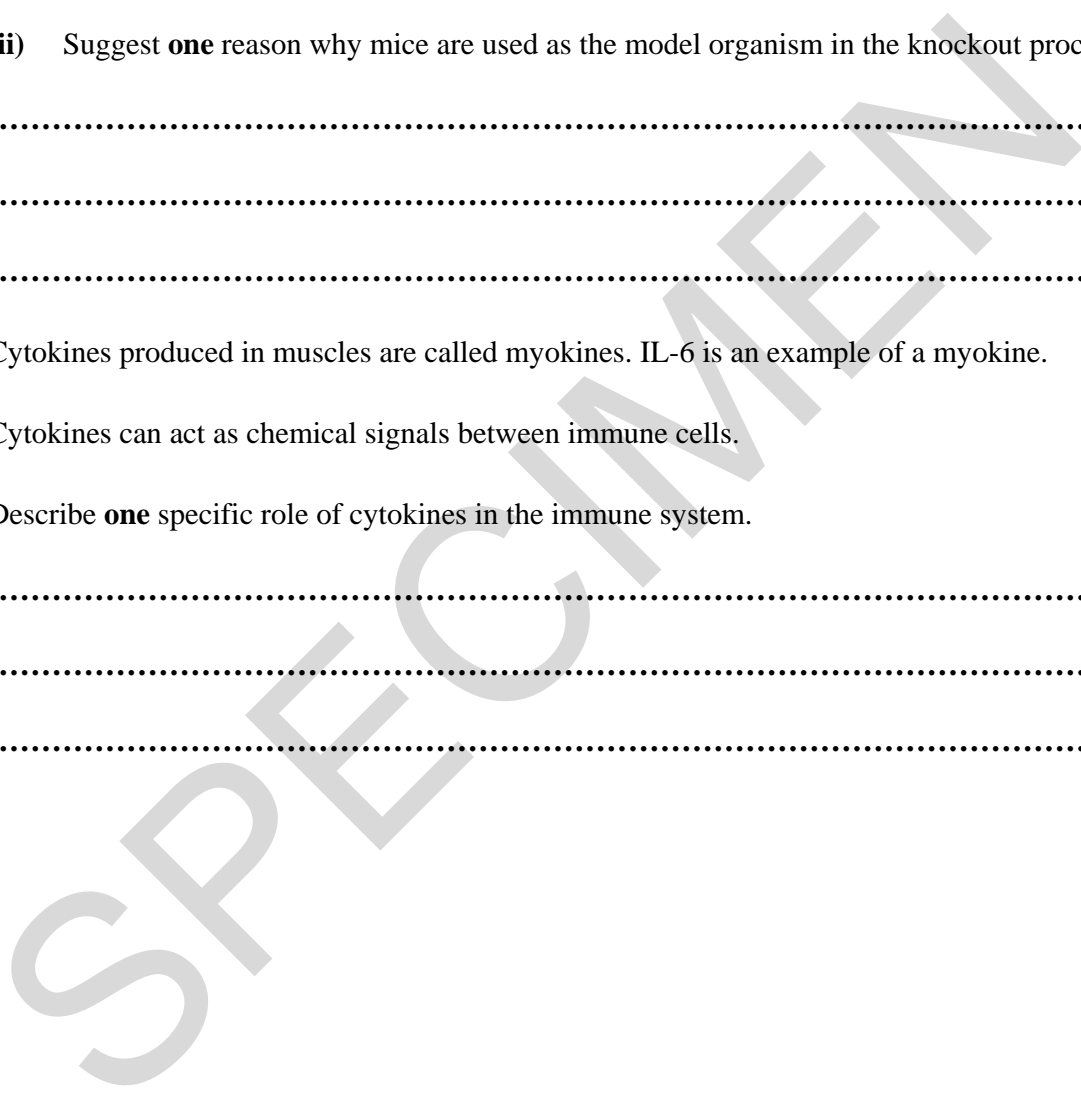 ii) Suggest one reason why mice are used as the model organism in the knockout proc
Cytokines produced in muscles are called myokines. IL-6 is an example of a myokine.
Cytokines can act as chemical signals between immune cells.
Describe one specific role of cytokines in the immune system.
SPECIMEN